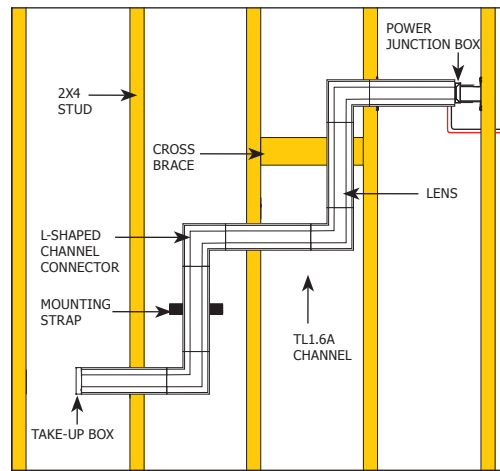 POWER
JUNCTION BOX
2X4
STUD
CROSS
BRACE
LENS
L-SHAPED
CHANNEL
CONNECTOR
MOUNTING
STRAP
TL1.6A
CHANNEL
TAKE-UP BOX